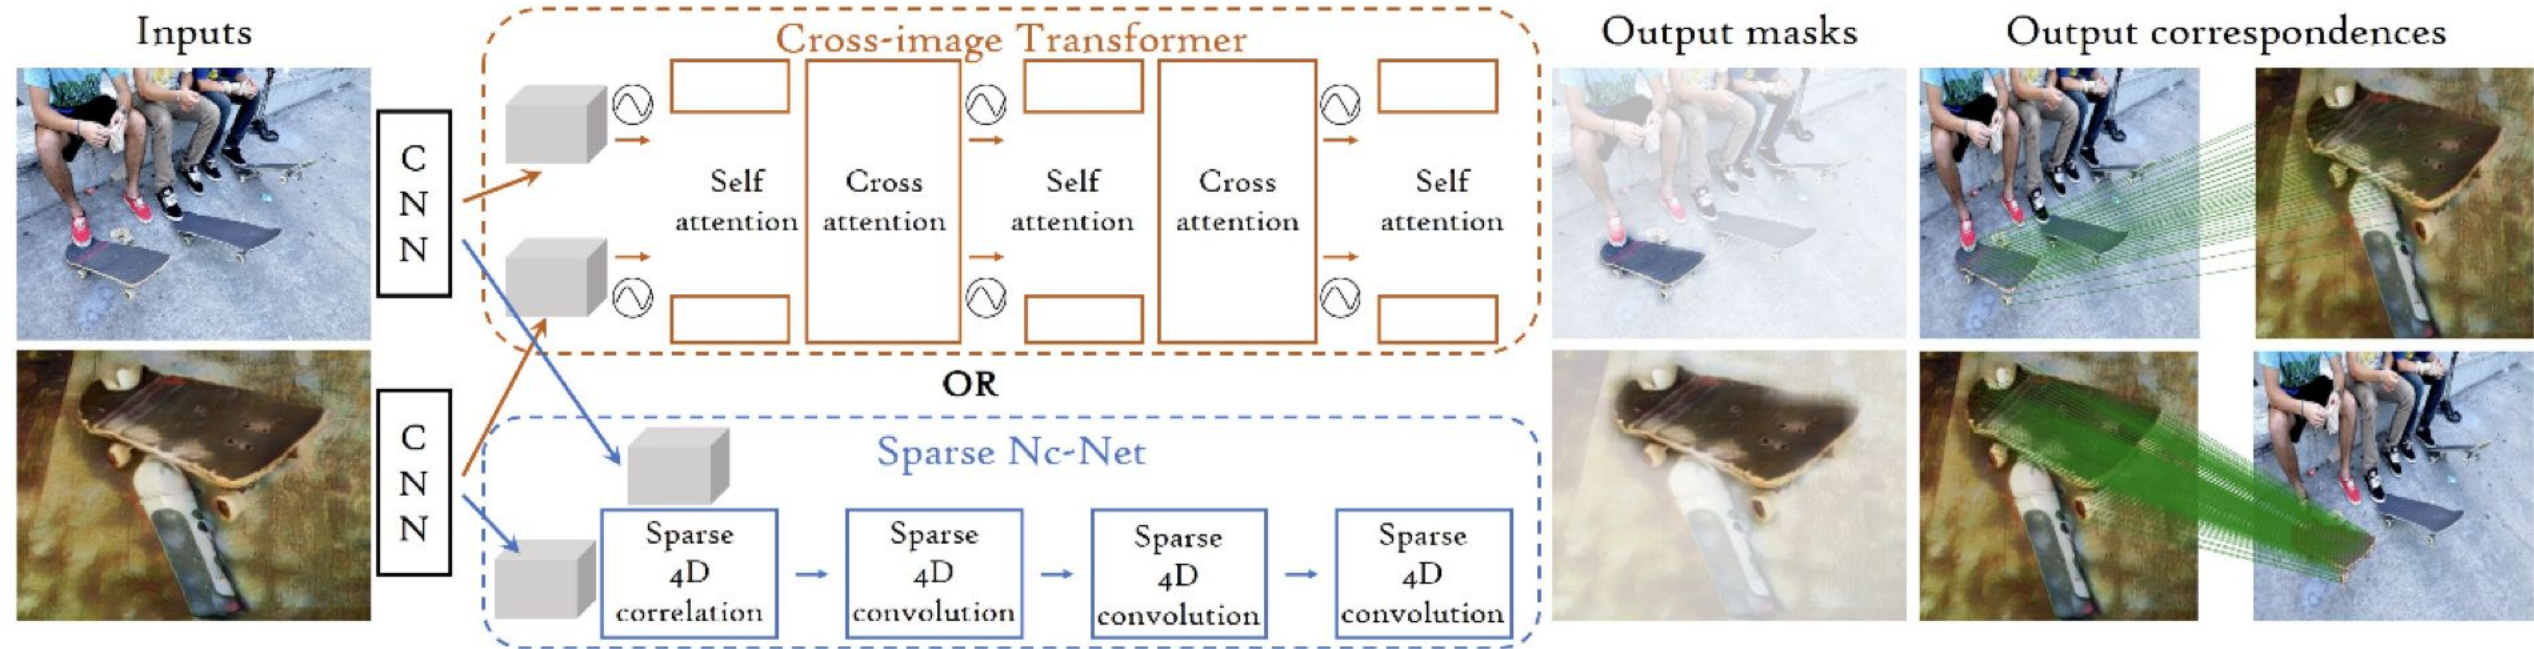 Inputs
Output masks
Output correspondences
C
N
N
C
N
N
Cross-image Transformer
Self
attention
Cross
attention
Self
attention
Cross
attention
Self
attention
OR
Sparse Nc-Net
Sparse
4D
correlation
Sparse
4D
convolution
Sparse
4D
convolution
Sparse
4D
convolution